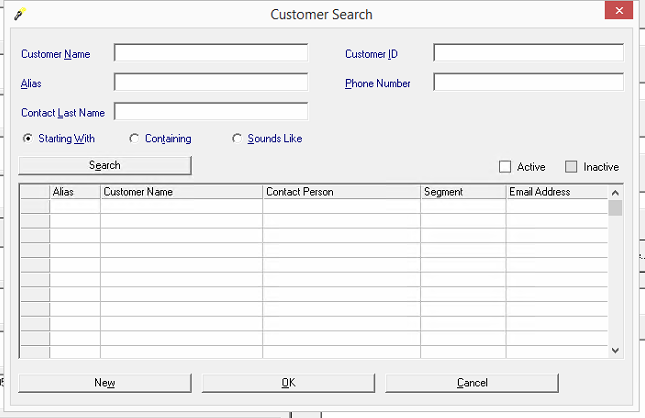 Customer Search
Customer Name
Customer ID
Alias
Phone Number
Contact Last Name
Starting With
Containing
Sounds Like
Search
Active
Inactive
Alias Customer Name Contact Person Segment Email Address
New
OK
Cancel